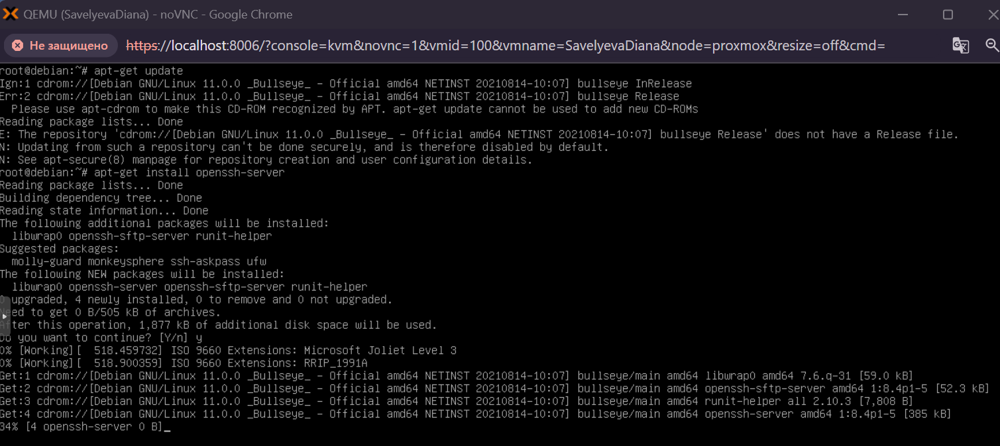 QEMU (SavelyevaDiana) - noVNC - Google Chrome
Не защищено https://localhost:8006/?console=kvm&novnc=1&vmid=100&vmname=SavelyevaDiana&node=proxmox&resize=off&cmd=
root@debian:~# apt-get update
Ign:1 cdrom://[Debian GNU/Linux 11.0.0 _Bullseye_ - Official amd64 NETINST 20210814-10:07] bullseye InRelease
Err:2 cdrom://[Debian GNU/Linux 11.0.0 _Bullseye_ - Official amd64 NETINST 20210814-10:07] bullseye Release
  Please use apt-cdrom to make this CD-ROM recognized by APT. apt-get update cannot be used to add new CD-ROMs
Reading package lists... Done
E: The repository 'cdrom://[Debian GNU/Linux 11.0.0 _Bullseye_ - Official amd64 NETINST 20210814-10:07] bullseye Release' does not have a Release file.
N: Updating from such a repository can't be done securely, and is therefore disabled by default.
N: See apt-secure(8) manpage for repository creation and user configuration details.
root@debian:~# apt-get install openssh-server
Reading package lists... Done
Building dependency tree... Done
Reading state information... Done
The following additional packages will be installed:
  libwrap0 openssh-sftp-server runit-helper
Suggested packages:
  molly-guard monkeysphere ssh-askpass ufw
The following NEW packages will be installed:
  libwrap0 openssh-server openssh-sftp-server runit-helper
0 upgraded, 4 newly installed, 0 to remove and 0 not upgraded.
Need to get 0 B/505 kB of archives.
After this operation, 1,877 kB of additional disk space will be used.
Do you want to continue? [Y/n] y
0% [Working][  518.459732] ISO 9660 Extensions: Microsoft Joliet Level 3
0% [Working][  518.900359] ISO 9660 Extensions: RRIP_1991A
Get:1 cdrom://[Debian GNU/Linux 11.0.0 _Bullseye_ - Official amd64 NETINST 20210814-10:07] bullseye/main amd64 libwrap0 amd64 7.6.q-31 [59.0 kB]
Get:2 cdrom://[Debian GNU/Linux 11.0.0 _Bullseye_ - Official amd64 NETINST 20210814-10:07] bullseye/main amd64 openssh-sftp-server amd64 1:8.4p1-5 [52.3 kB]
Get:3 cdrom://[Debian GNU/Linux 11.0.0 _Bullseye_ - Official amd64 NETINST 20210814-10:07] bullseye/main amd64 runit-helper all 2.10.3 [7,808 B]
Get:4 cdrom://[Debian GNU/Linux 11.0.0 _Bullseye_ - Official amd64 NETINST 20210814-10:07] bullseye/main amd64 openssh-server amd64 1:8.4p1-5 [385 kB]
34% [4 openssh-server 0 B]_